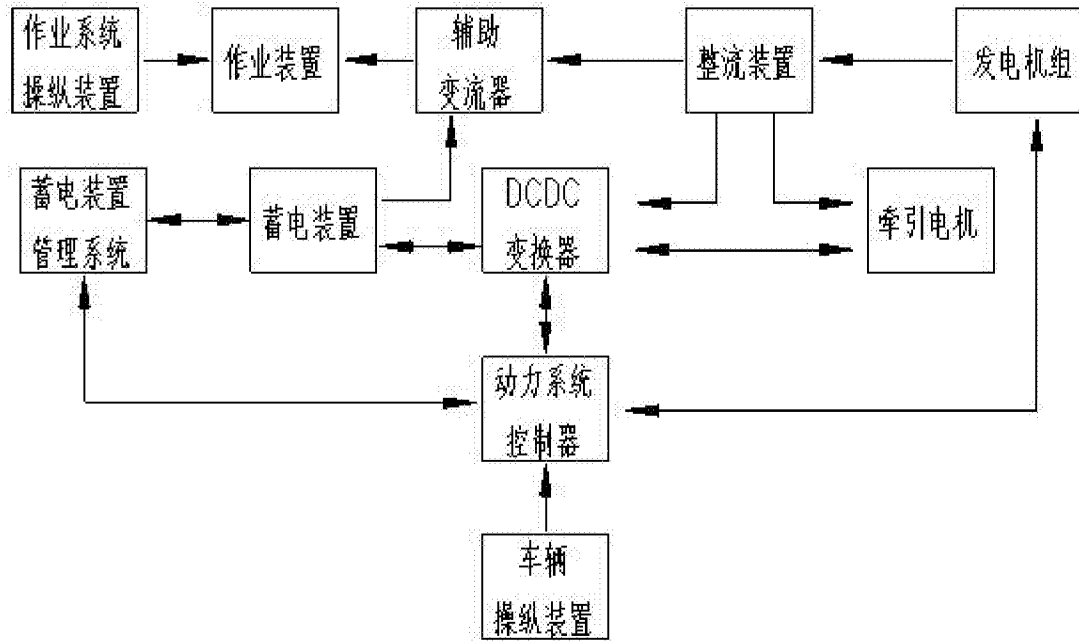 作业系统
操纵装置
作业装置
辅助
变流器
整流装置
发电机组
蓄电装置
管理系统
蓄电装置
DCDC
变换器
牵引电机
动力系统
控制器
车辆
操纵装置